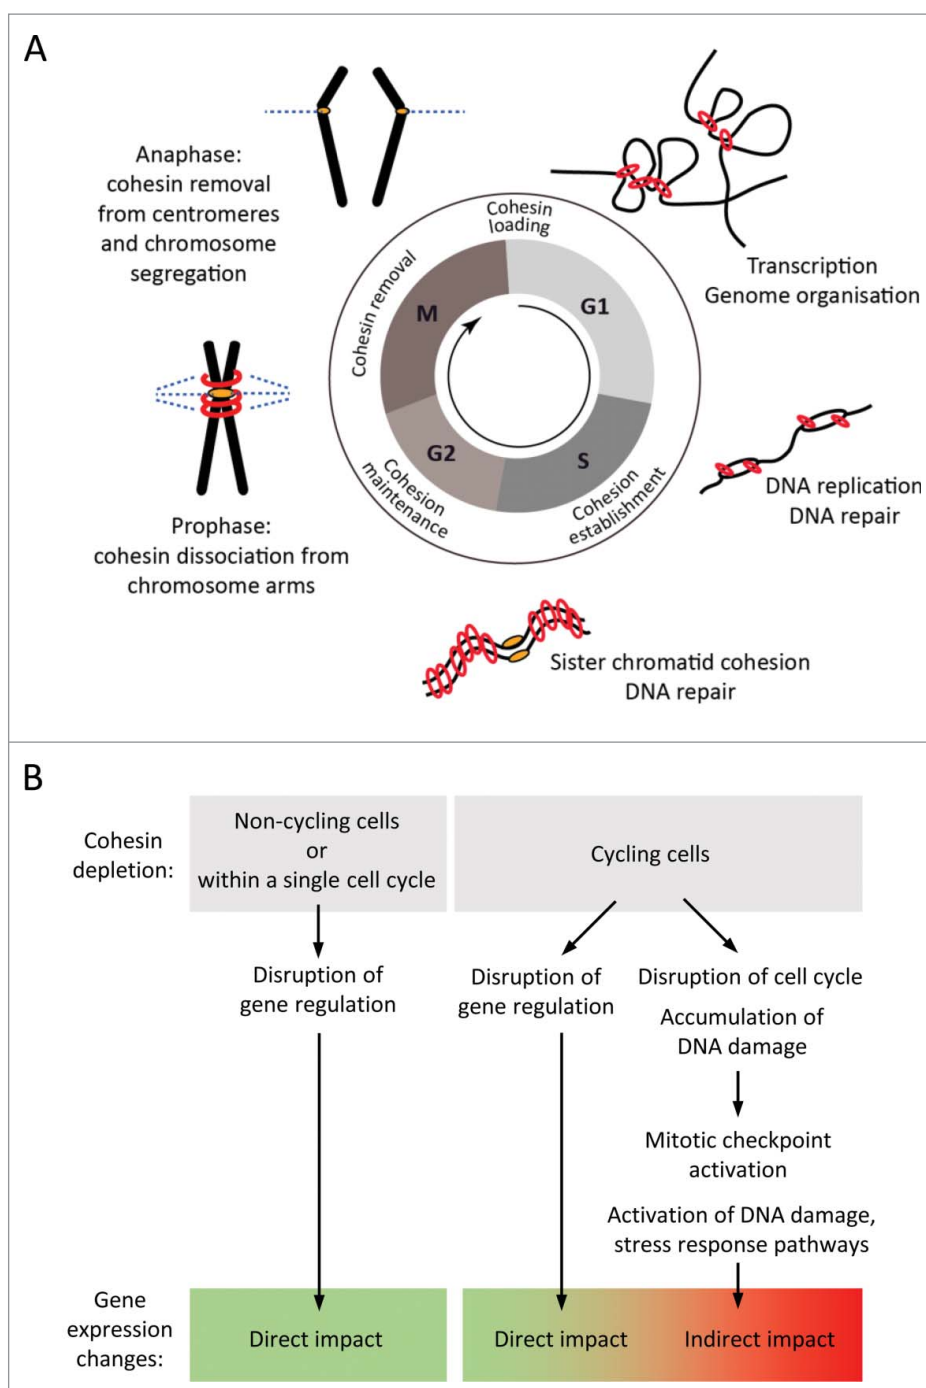 A
Anaphase:
cohesin removal
from centromeres
and chromosome
segregation
Cohesin
loading
Transcription
Genome organisation
Cohesin removal
M
G1
G2
S
Cohesion
maintenance
Cohesion
establishment
DNA replication
DNA repair
Prophase:
cohesin dissociation from
chromosome arms
Sister chromatid cohesion
DNA repair
B
Cohesin
depletion:
Non-cycling cells
or
within a single cell cycle
Cycling cells
Disruption of
gene regulation
Disruption of
gene regulation
Disruption of cell cycle
Accumulation of
DNA damage
Mitotic checkpoint
activation
Activation of DNA damage,
stress response pathways
Gene
expression
changes:
Direct impact
Direct impact
Indirect impact